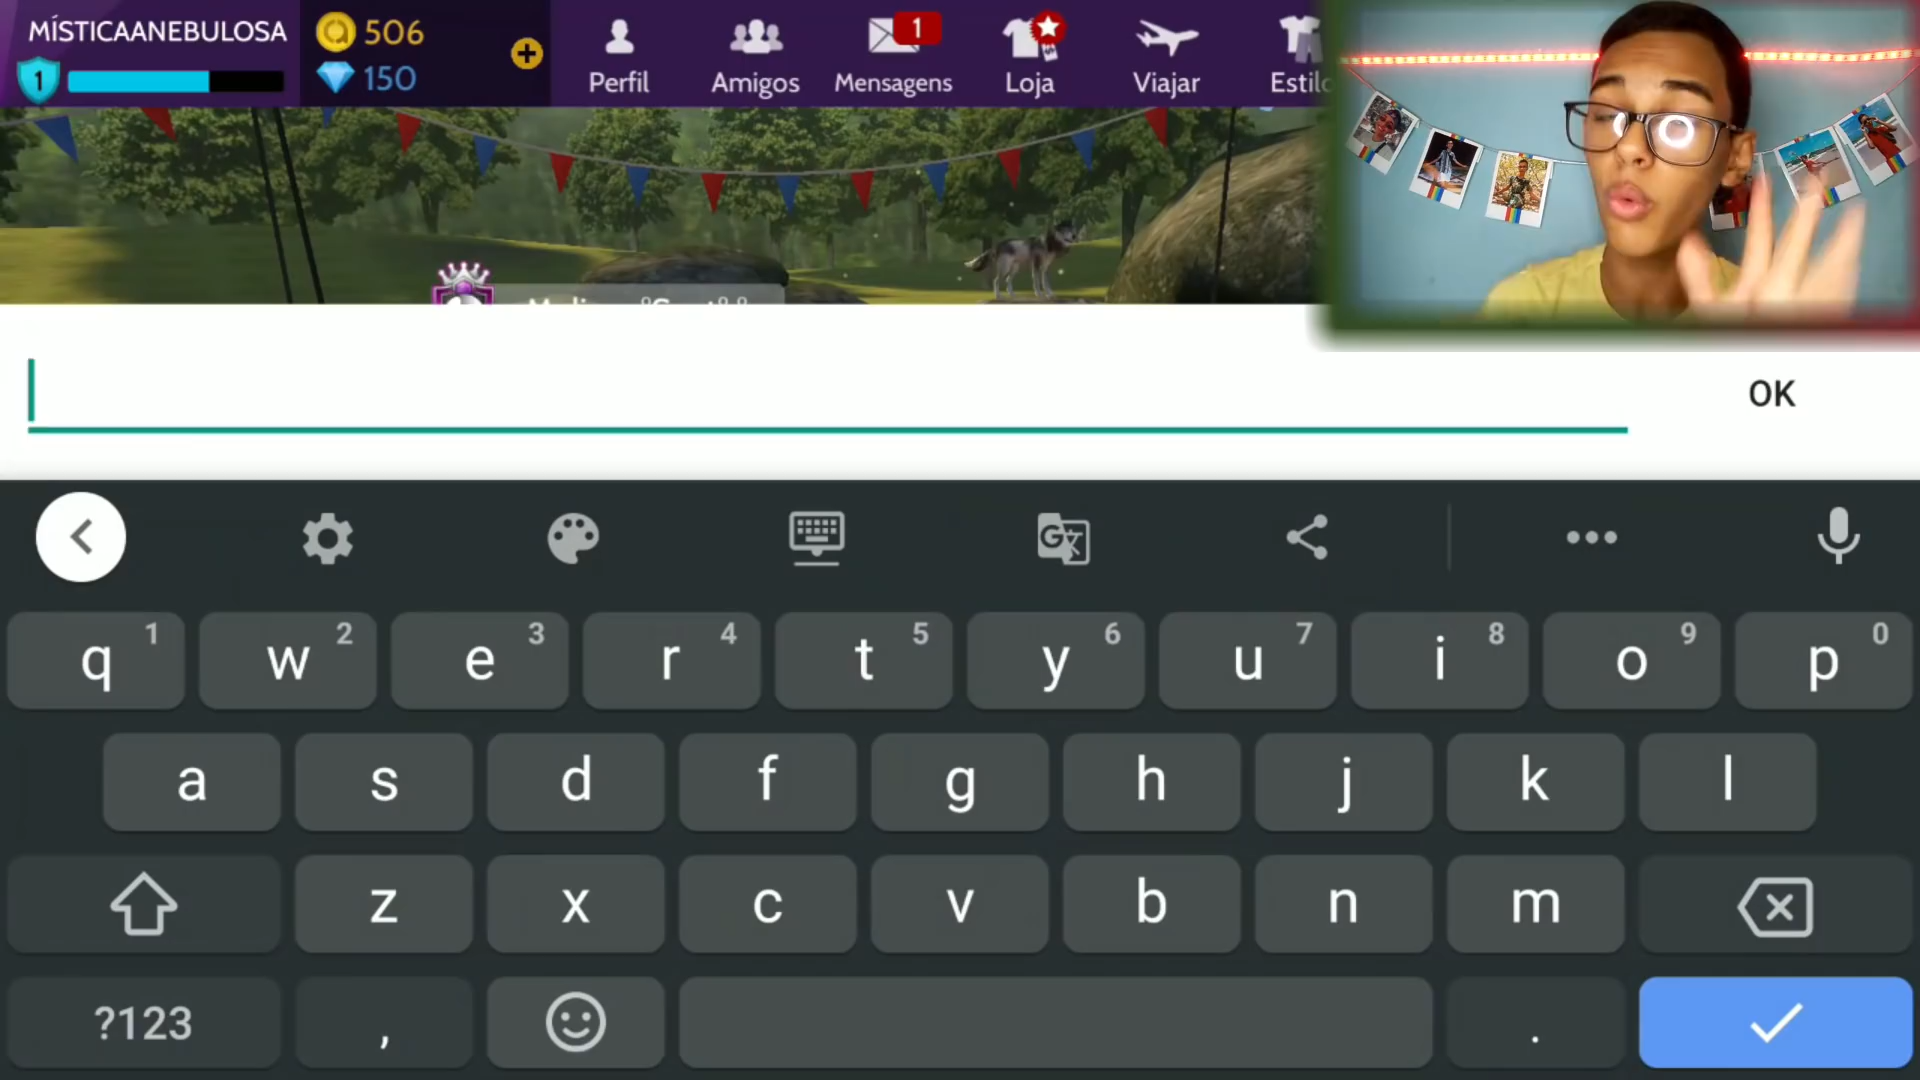 MÍSTICAANEBULOSA
1
506
150
Perfil
Amigos
1
Mensagens
Loja
Viajar
Estilo
OK
q 1 w 2 e 3 r 4 t 5 y 6 u 7 i 8 o 9 p 0
a s d f g h j k l
z x c v b n m
?123 , .